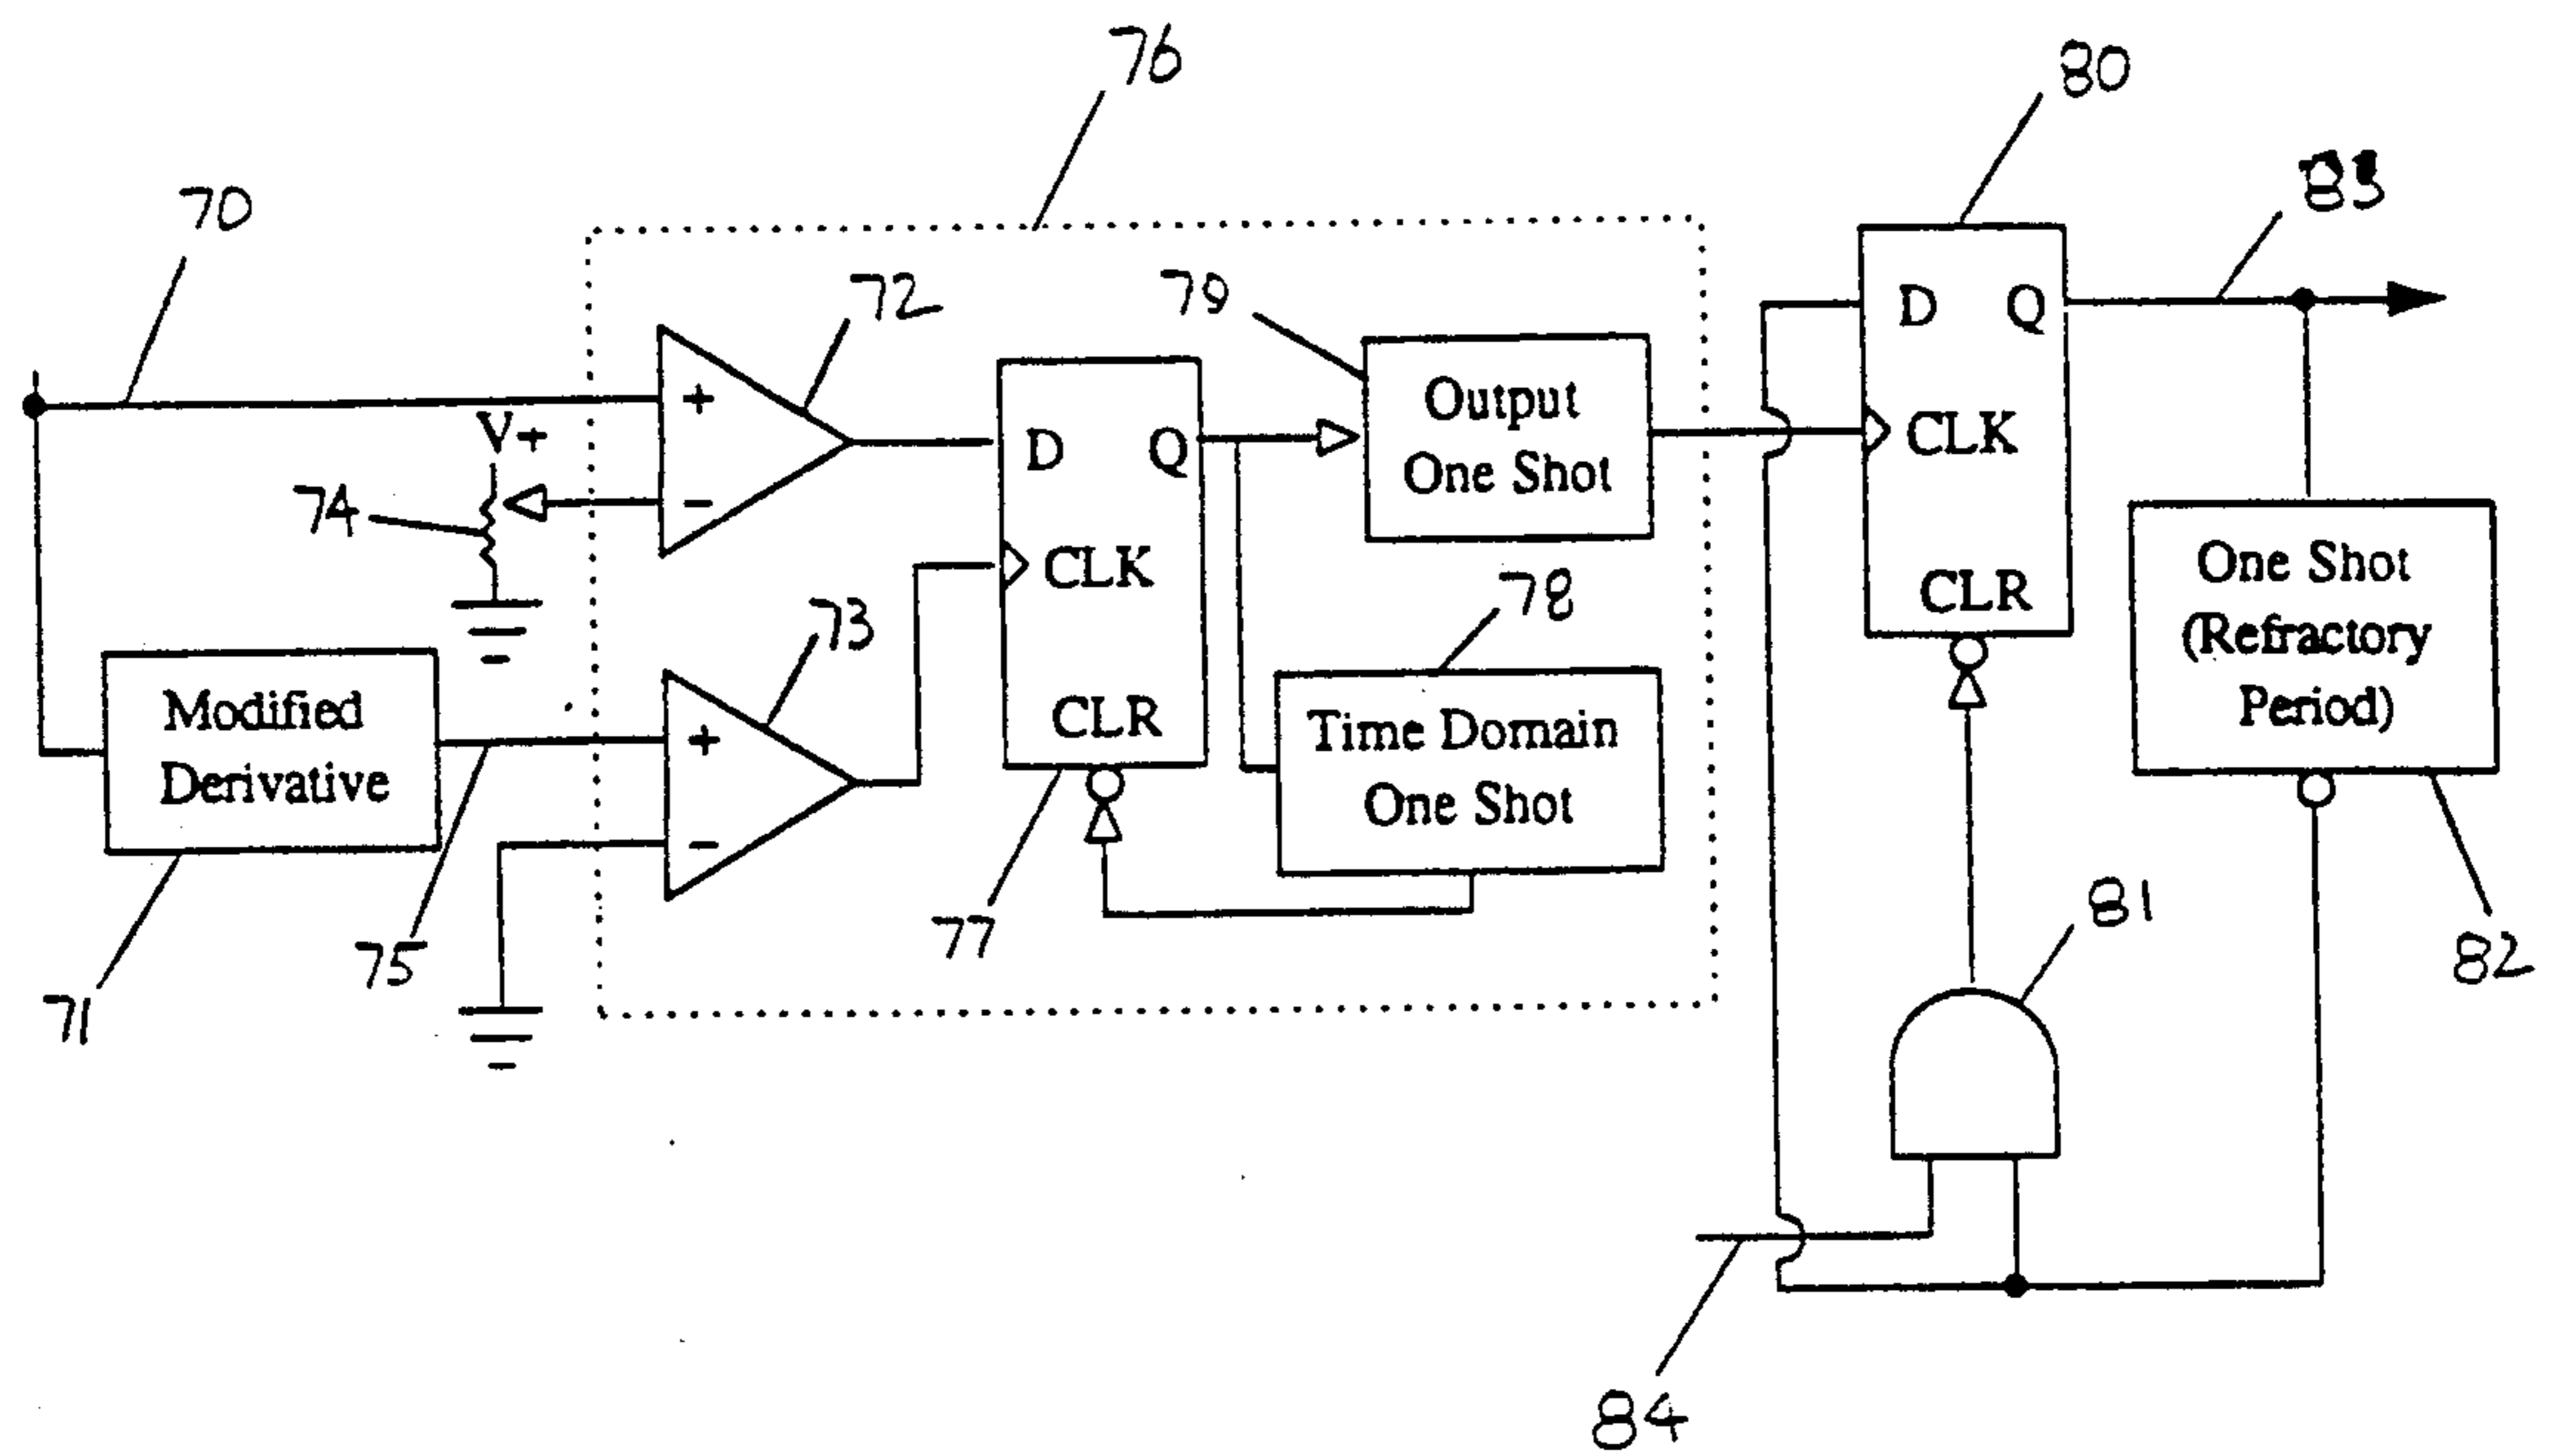 76
80
70
83
72
79
D Q
+
Output
One Shot
D Q
CLK
V+
74
-
CLK
CLR
One Shot
(Refractory
Period)
78
73
Modified
Derivative
+
CLR
Time Domain
One Shot
-
81
75
77
82
71
84